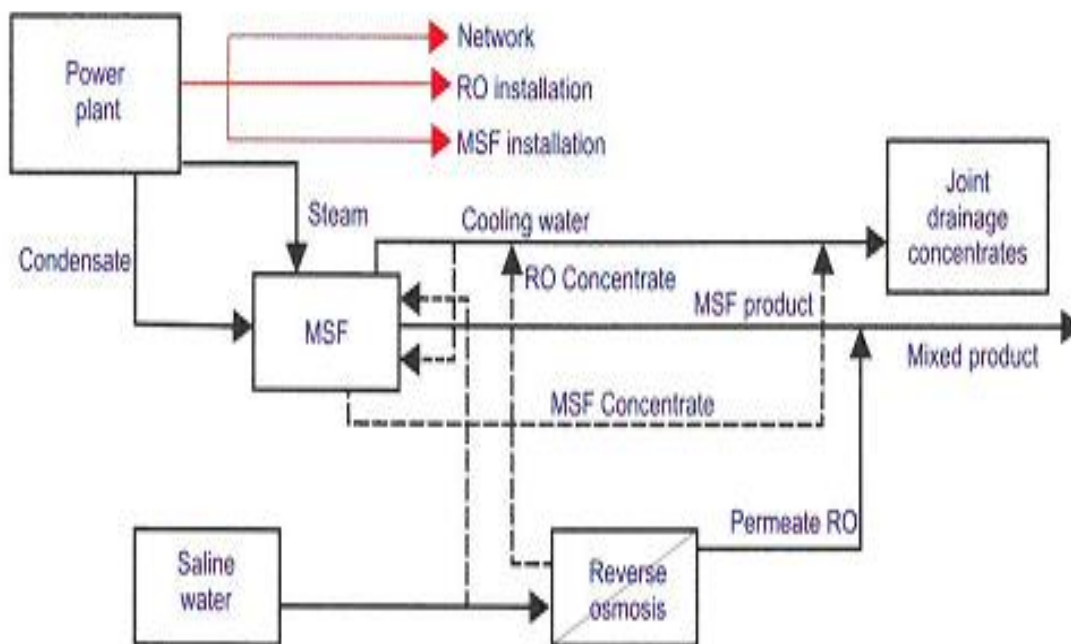 Power
plant
Network
RO installation
MSF installation
Steam
Condensate
Cooling water
RO Concentrate
Joint
drainage
concentrates
MSF
MSF product
Mixed product
MSF Concentrate
Permeate RO
Saline
water
Reverse
osmosis